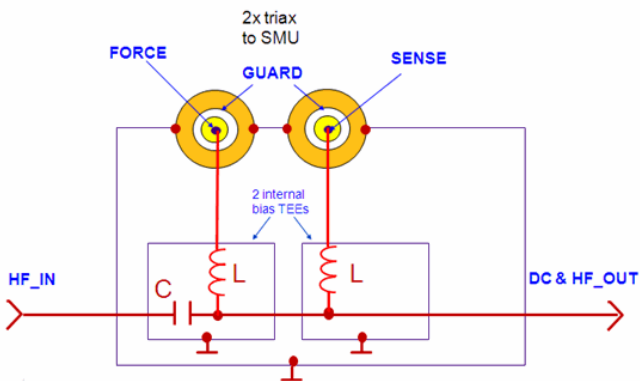 2x triax
to SMU
FORCE
GUARD
SENSE
2 internal
bias TEEs
HF_IN
C
L
L
DC & HF_OUT